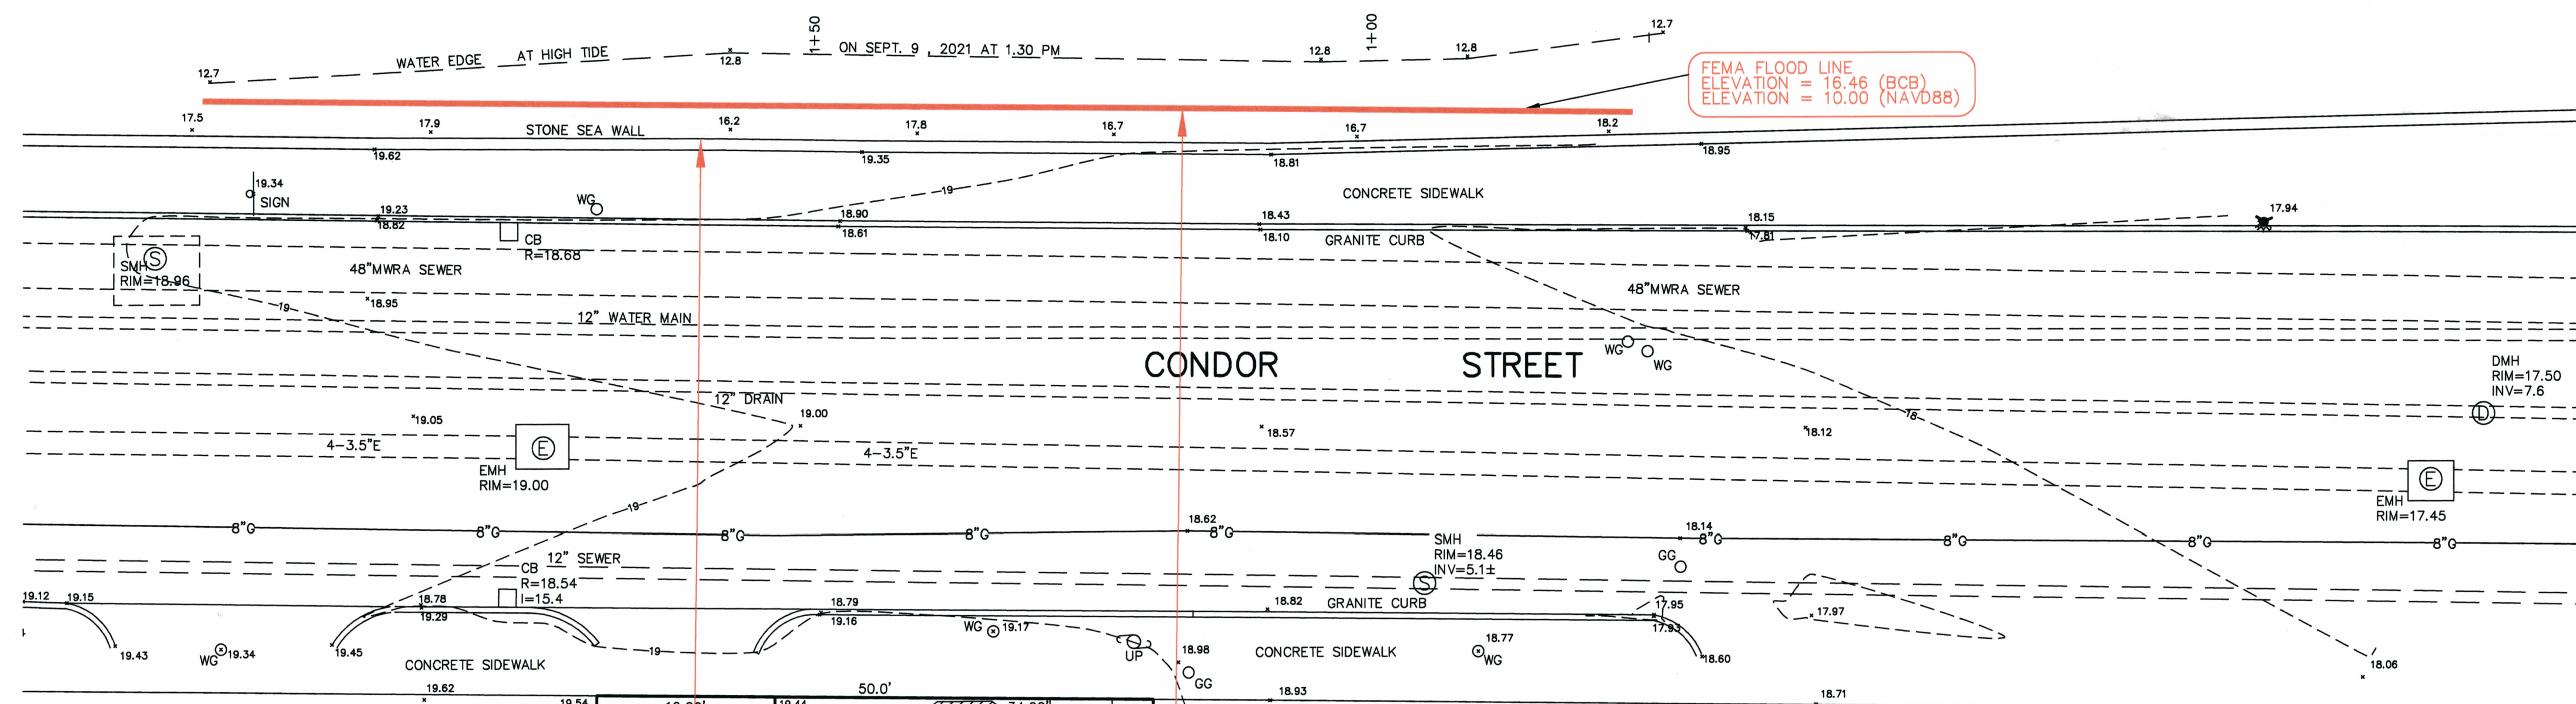 1+50
1+00
12.7
WATER EDGE AT HIGH TIDE
12.8
ON SEPT. 9 , 2021 AT 1.30 PM
12.8
12.8
12.7
FEMA FLOOD LINE
ELEVATION = 16.46 (BCB)
ELEVATION = 10.00 (NAVD88)
17.5
17.9
STONE SEA WALL
16.2
17.8
16.7
16.7
18.2
19.62
19.35
18.81
18.95
19.34
SIGN
WG
19
CONCRETE SIDEWALK
19.23
18.82
18.90
18.61
18.43
18.10
GRANITE CURB
18.15
17.81
17.94
CB
R=18.68
S
SMH
RIM=18.96
48"MWRA SEWER
48"MWRA SEWER
19
18.95
12" WATER MAIN
WG
WG
CONDOR STREET
DMH
RIM=17.50
INV=7.6
D
12" DRAIN
19.00
19.05
18.57
18.12
18
4-3.5"E
E
4-3.5"E
EMH
RIM=19.00
E
EMH
RIM=17.45
19
8"G
8"G
8"G
8"G
18.62
8"G
18.14
8"G
8"G
8"G
8"G
8"G
12" SEWER
SMH
RIM=18.46
INV=5.1±
S
GG
CB
R=18.54
I=15.4
19.12
19.15
18.78
19.29
18.79
19.16
18.82
GRANITE CURB
17.95
17.93
17.97
19.43
WG
19.34
19.45
CONCRETE SIDEWALK
19
WG
19.17
UP
18.98
GG
CONCRETE SIDEWALK
18.77
WG
18.60
18.06
19.62
50.0'
18.93
18.71
19.54
19.44